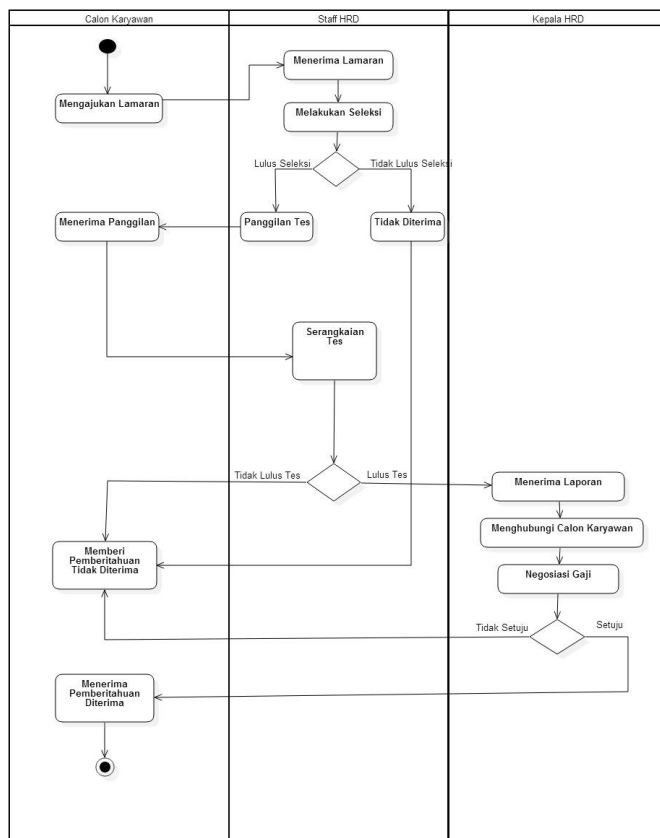 Calon Karyawan
Staff HRD
Kepala HRD
Mengajukan Lamaran
Menerima Lamaran
Melakukan Seleksi
Lulus Seleksi
Tidak Lulus Seleksi
Menerima Panggilan
Panggilan Tes
Tidak Diterima
Serangkaian
Tes
Tidak Lulus Tes
Lulus Tes
Menerima Laporan
Menghubungi Calon Karyawan
Memberi
Pemberitahuan
Tidak Diterima
Negosiasi Gaji
Tidak Setuju
Setuju
Menerima
Pemberitahuan
Diterima